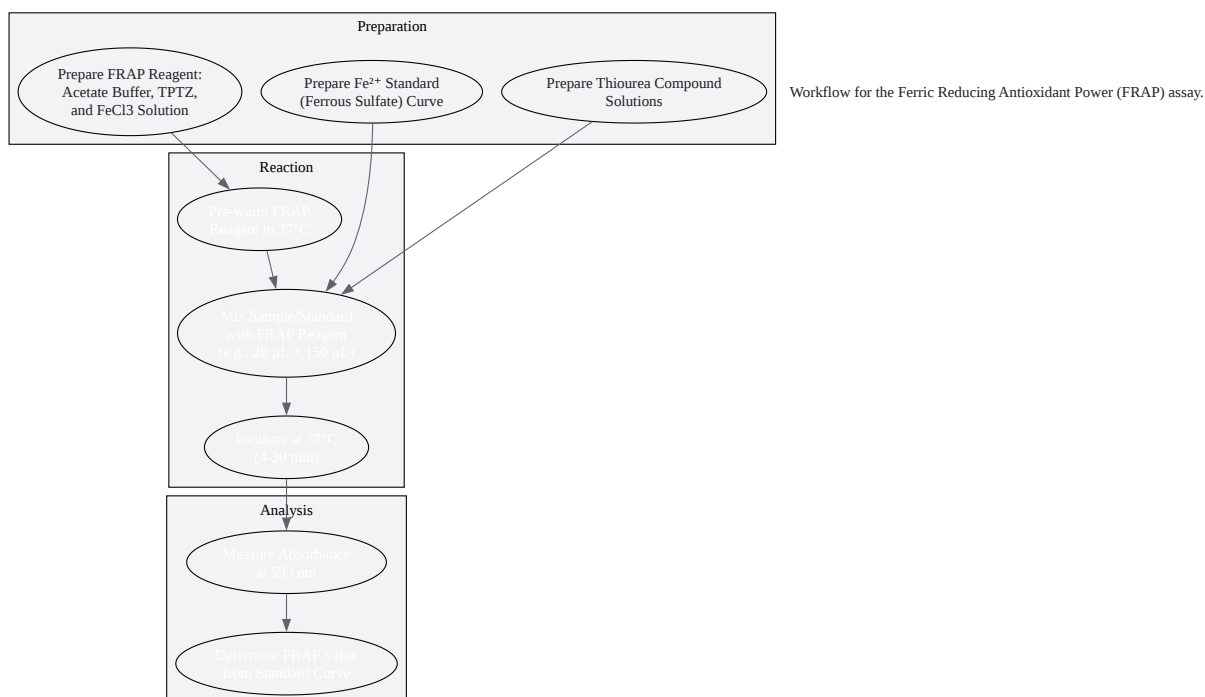 Preparation
Prepare FRAP Reagent:
Acetate Buffer, TPTZ,
and FeCl3 Solution
Prepare Fe²⁺ Standard
(Ferrous Sulfate) Curve
Prepare Thiourea Compound
Solutions
Workflow for the Ferric Reducing Antioxidant Power (FRAP) assay.
Reaction
Pre-warm FRAP
Reagent to 37°C
Mix Sample/Standard
with FRAP Reagent
(e.g., 20 µL + 150 µL)
Incubate at 37°C
(4-30 min)
Analysis
Measure Absorbance
at 593 nm
Determine FRAP Value
from Standard Curve